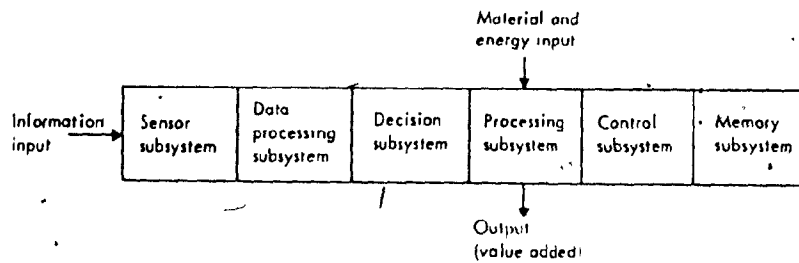 Material and
energy input
Information
input
Sensor
subsystem
Data
processing
subsystem
Decision
subsystem
Processing
subsystem
Control
subsystem
Memory
subsystem
Output
(value added)